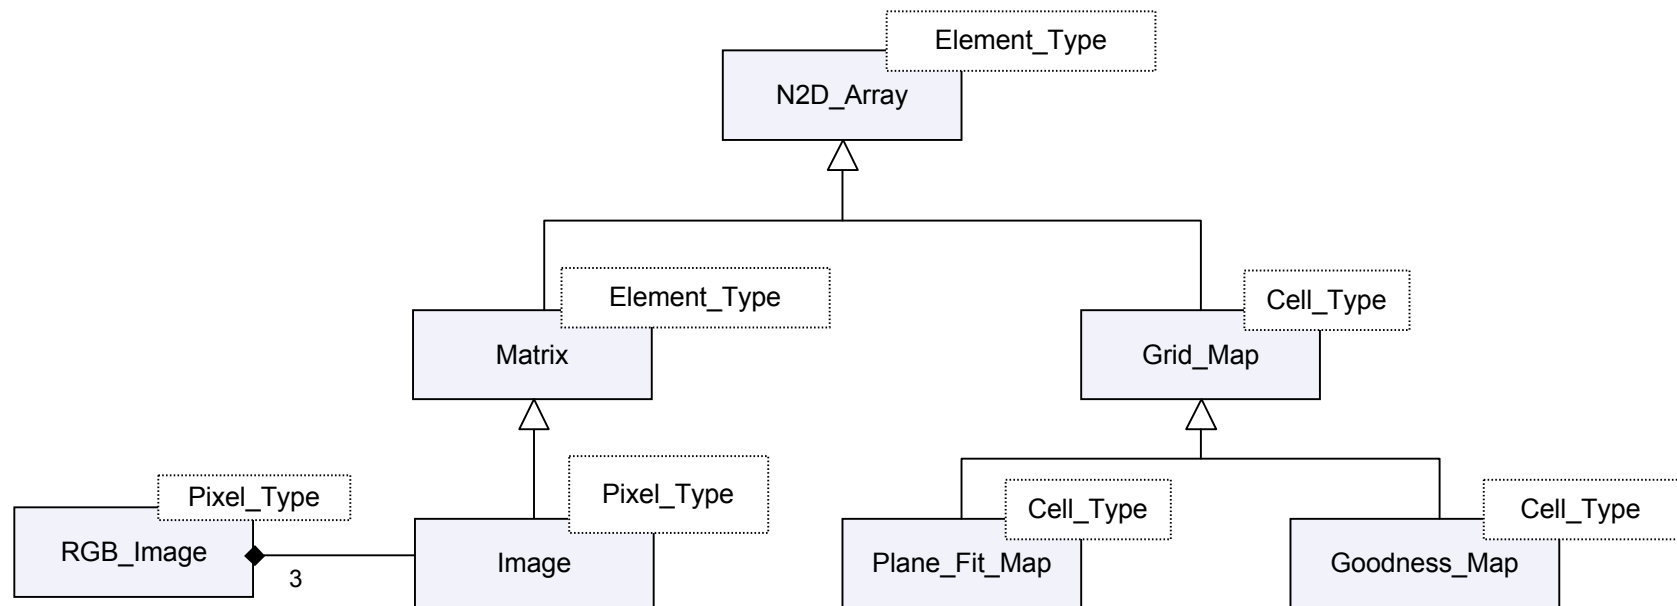 Element_Type
N2D_Array
Element_Type
Cell_Type
Matrix
Grid_Map
Pixel_Type
Pixel_Type
Cell_Type
Cell_Type
RGB_Image
3
Image
Plane_Fit_Map
Goodness_Map